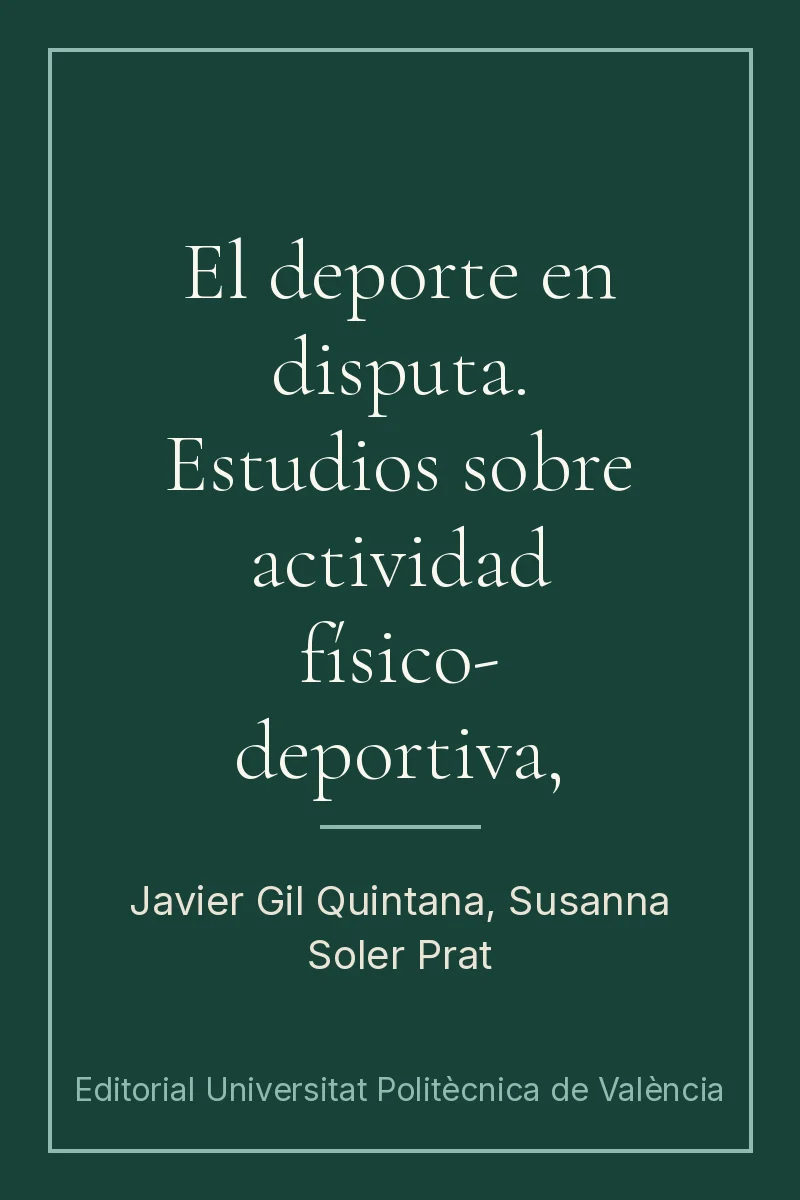 El deporte en
disputa.
Estudios sobre
actividad
físico-
deportiva,
Javier Gil Quintana, Susanna
Soler Prat
Editorial Universitat Politècnica de València